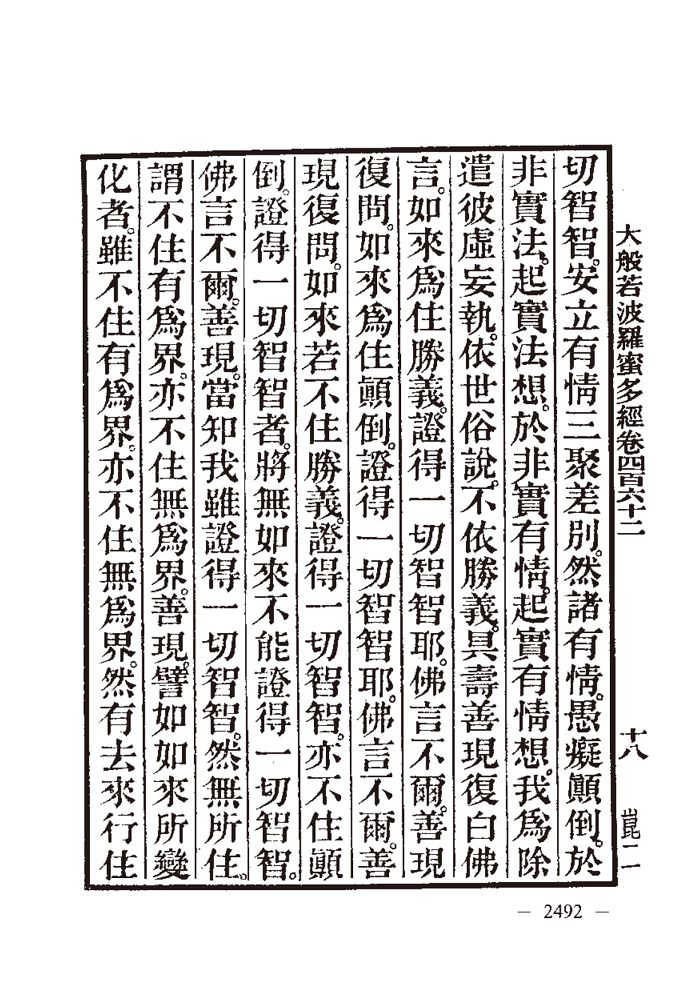 大般若波羅蜜多經卷四百六十二
十八
崑二
切智智。安立有情三聚差別。然諸有情。愚癡顚倒。於
非實法。起實法想。於非實有情。起實有情想。我爲除
遣彼虛妄執。依世俗說。不依勝義。具壽善現復白佛
言。如來爲住勝義。證得一切智智耶。佛言不爾。善現
復問。如來爲住顚倒。證得一切智智耶。佛言不爾。善
現復問。如來若不住勝義。證得一切智智。亦不住顚
倒。證得一切智智者。將無如來不能證得一切智智。
佛言不爾。善現。當知我雖證得一切智智。然無所住。
謂不住有爲界。亦不住無爲界。善現。譬如如來所變
化者。雖不住有爲界。亦不住無爲界。然有去來行住
— 2492 —